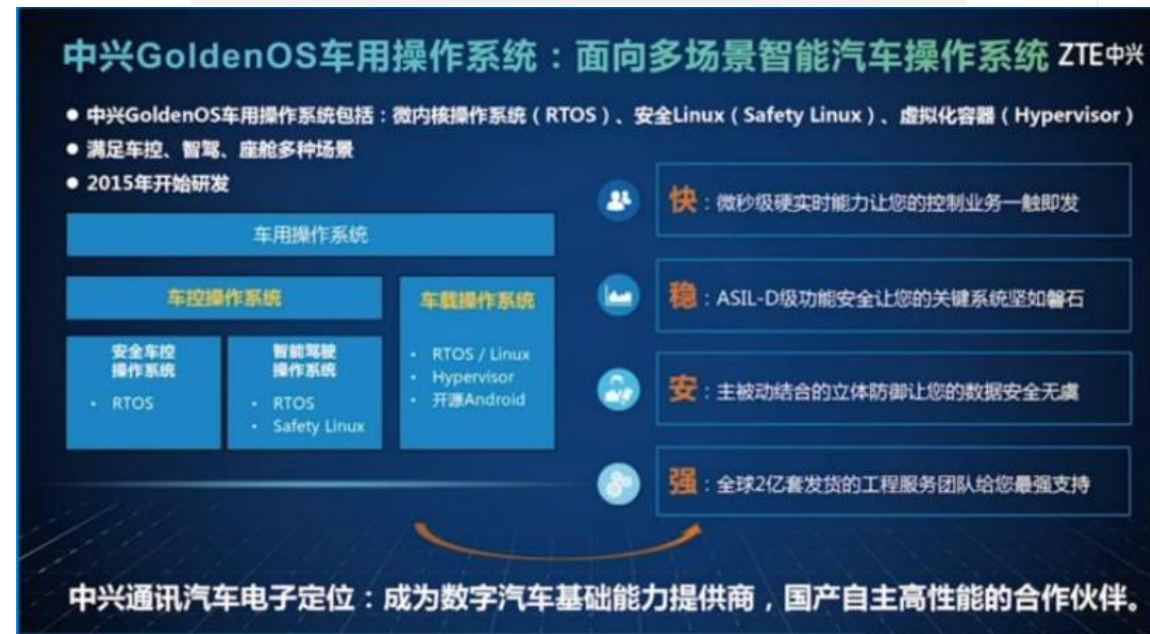 中兴GoldenOS车用操作系统：面向多场景智能汽车操作系统 ZTE中兴
● 中兴GoldenOS车用操作系统包括：微内核操作系统（RTOS）、安全Linux（Safety Linux）、虚拟化容器（Hypervisor）
● 满足车控、智驾、座舱多种场景
● 2015年开始研发
车用操作系统
车控操作系统
安全车控
操作系统
• RTOS
智能驾驶
操作系统
• RTOS
• Safety Linux
车载操作系统
• RTOS / Linux
• Hypervisor
• 开源Android
快：微秒级硬实时能力让您的控制业务一触即发
稳：ASIL-D级功能安全让您的关键系统坚如磐石
安：主被动结合的立体防御让您的数据安全无虞
强：全球2亿套发货的工程服务团队给您最强支持
中兴通讯汽车电子定位：成为数字汽车基础能力提供商，国产自主高性能的合作伙伴。